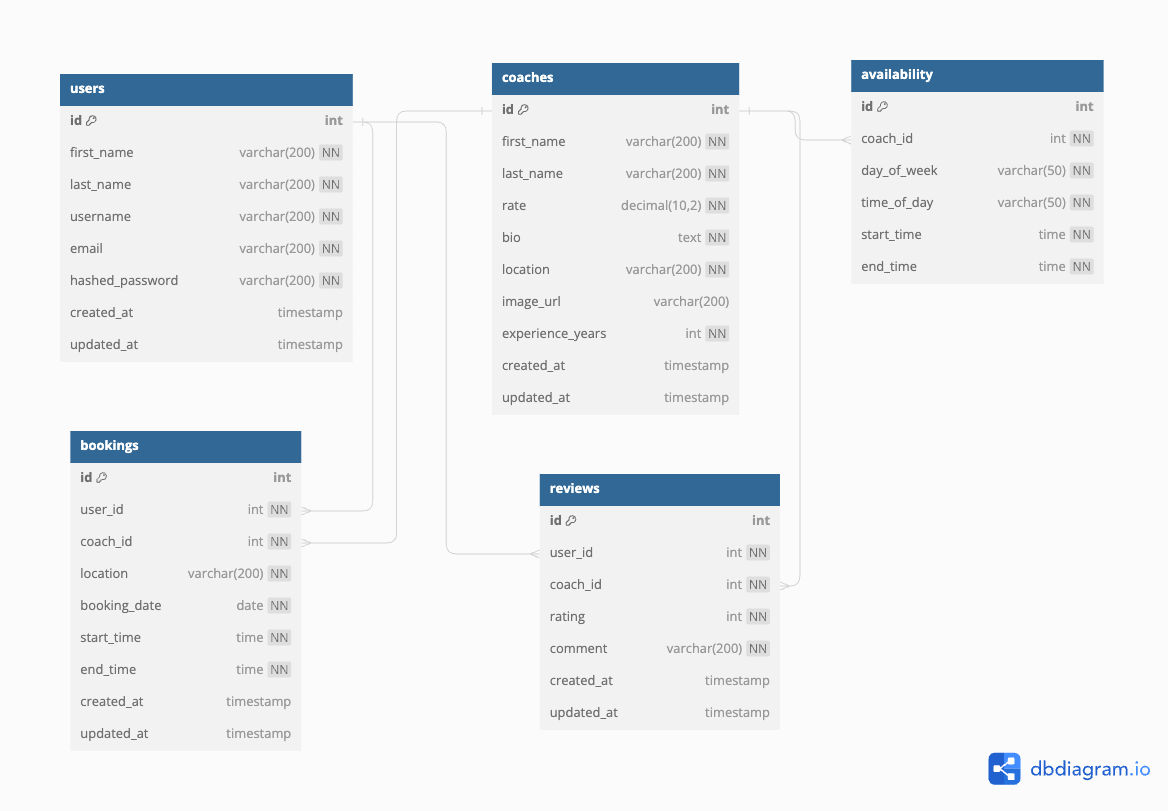 users
id int
first_name varchar(200) NN
last_name varchar(200) NN
username varchar(200) NN
email varchar(200) NN
hashed_password varchar(200) NN
created_at timestamp
updated_at timestamp
coaches
id int
first_name varchar(200) NN
last_name varchar(200) NN
rate decimal(10,2) NN
bio text NN
location varchar(200) NN
image_url varchar(200)
experience_years int NN
created_at timestamp
updated_at timestamp
availability
id int
coach_id int NN
day_of_week varchar(50) NN
time_of_day varchar(50) NN
start_time time NN
end_time time NN
bookings
id int
user_id int NN
coach_id int NN
location varchar(200) NN
booking_date date NN
start_time time NN
end_time time NN
created_at timestamp
updated_at timestamp
reviews
id int
user_id int NN
coach_id int NN
rating int NN
comment varchar(200) NN
created_at timestamp
updated_at timestamp
dbdiagram.io